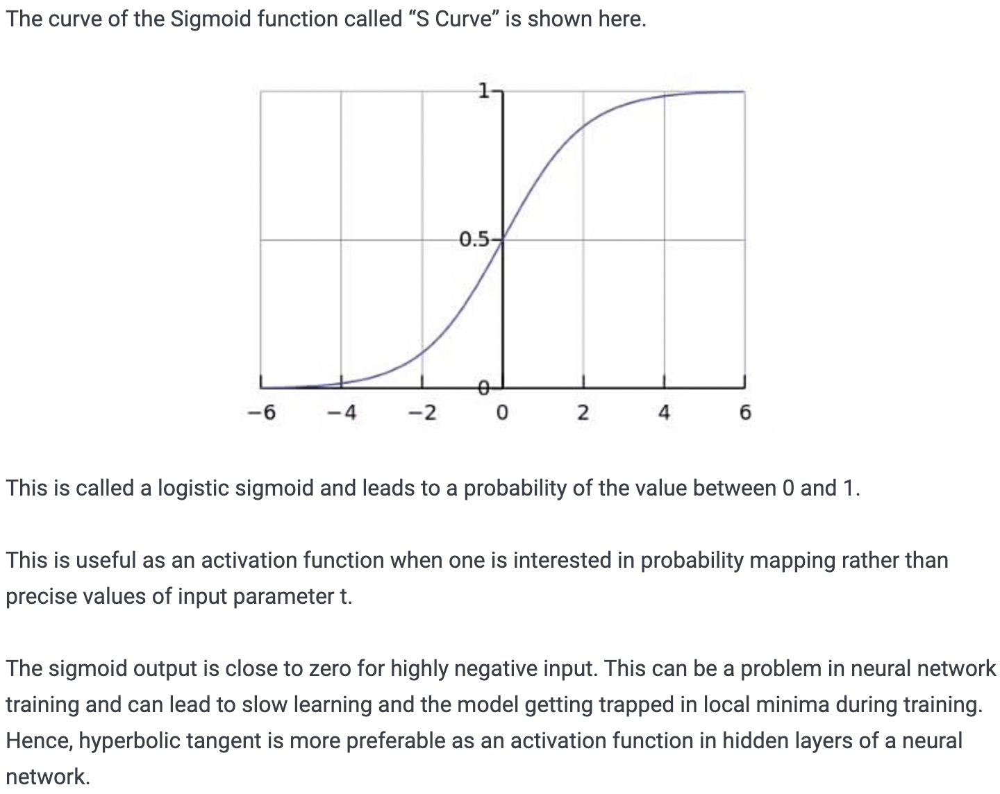 The curve of the Sigmoid function called “S Curve” is shown here.
1
0.5
0
−6 −4 −2 0 2 4 6
This is called a logistic sigmoid and leads to a probability of the value between 0 and 1.
This is useful as an activation function when one is interested in probability mapping rather than
precise values of input parameter t.
The sigmoid output is close to zero for highly negative input. This can be a problem in neural network
training and can lead to slow learning and the model getting trapped in local minima during training.
Hence, hyperbolic tangent is more preferable as an activation function in hidden layers of a neural
network.